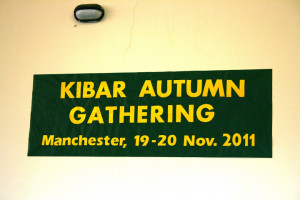 KIBAR AUTUMN
GATHERING
Manchester, 19-20 Nov. 2011